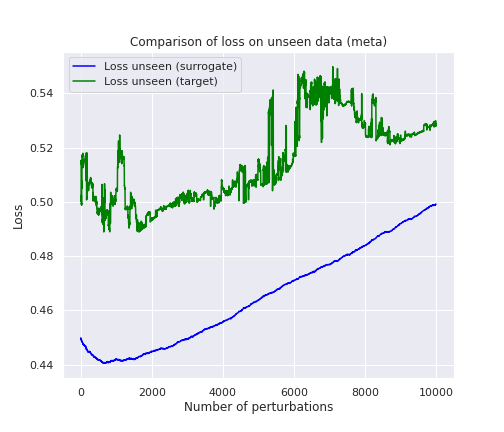 Comparison of loss on unseen data (meta)
Loss unseen (surrogate)
Loss unseen (target)
0.54
0.52
0.50
0.48
0.46
0.44
Loss
0 2000 4000 6000 8000 10000
Number of perturbations